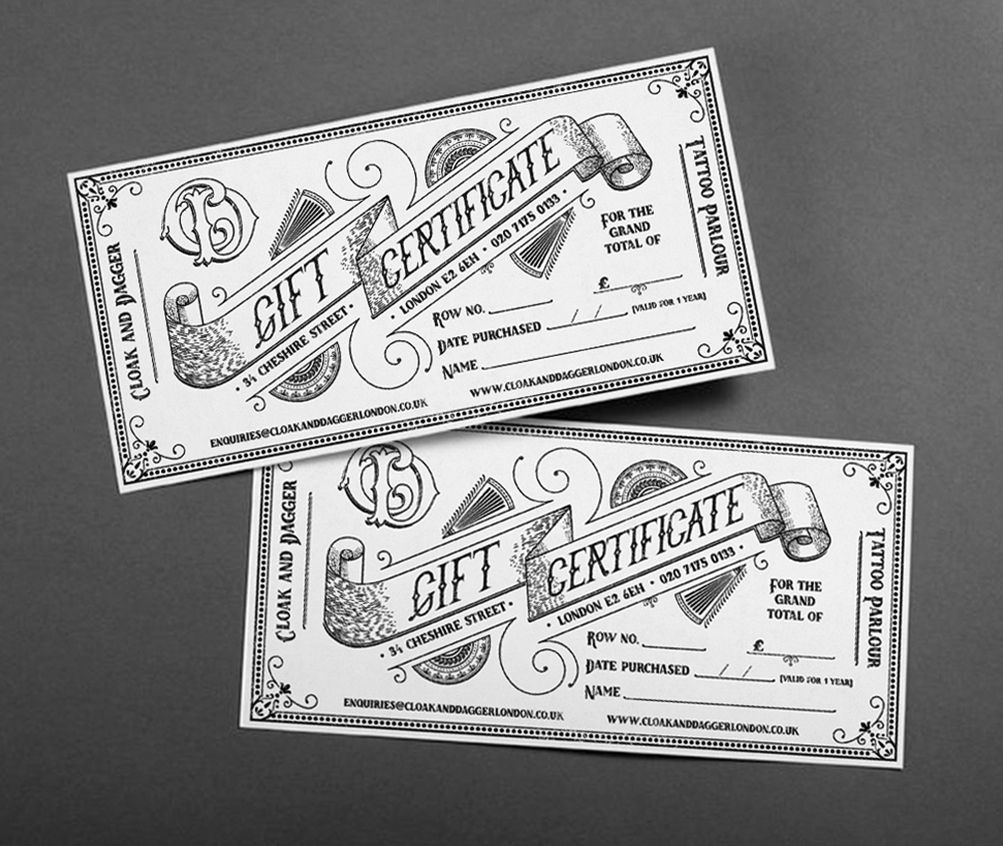 CLOAK AND DAGGER
GIFT CERTIFICATE
• 34 CHESHIRE STREET •
• LONDON E2 6EH • 020 7175 0133 •
FOR THE
GRAND
TOTAL OF
£
ROW NO.
DATE PURCHASED / / (VALID FOR 1 YEAR)
NAME
ENQUIRIES@CLOAKANDDAGGERLONDON.CO.UK
WWW.CLOAKANDDAGGERLONDON.CO.UK
TATTOO PARLOUR
CLOAK AND DAGGER
GIFT CERTIFICATE
• 34 CHESHIRE STREET •
• LONDON E2 6EH • 020 7175 0133 •
FOR THE
GRAND
TOTAL OF
£
ROW NO.
DATE PURCHASED / / (VALID FOR 1 YEAR)
NAME
ENQUIRIES@CLOAKANDDAGGERLONDON.CO.UK
WWW.CLOAKANDDAGGERLONDON.CO.UK
TATTOO PARLOUR